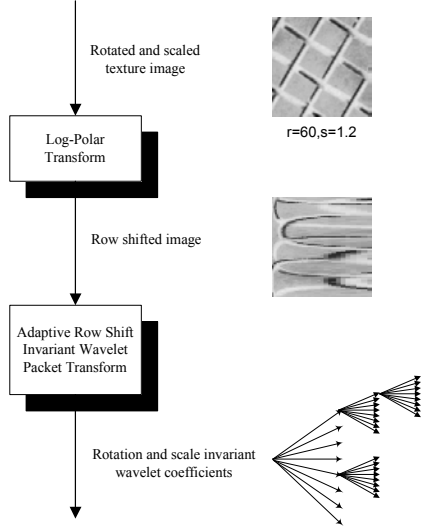 Rotated and scaled
texture image
r=60,s=1.2
Log-Polar
Transform
Row shifted image
Adaptive Row Shift
Invariant Wavelet
Packet Transform
Rotation and scale invariant
wavelet coefficients